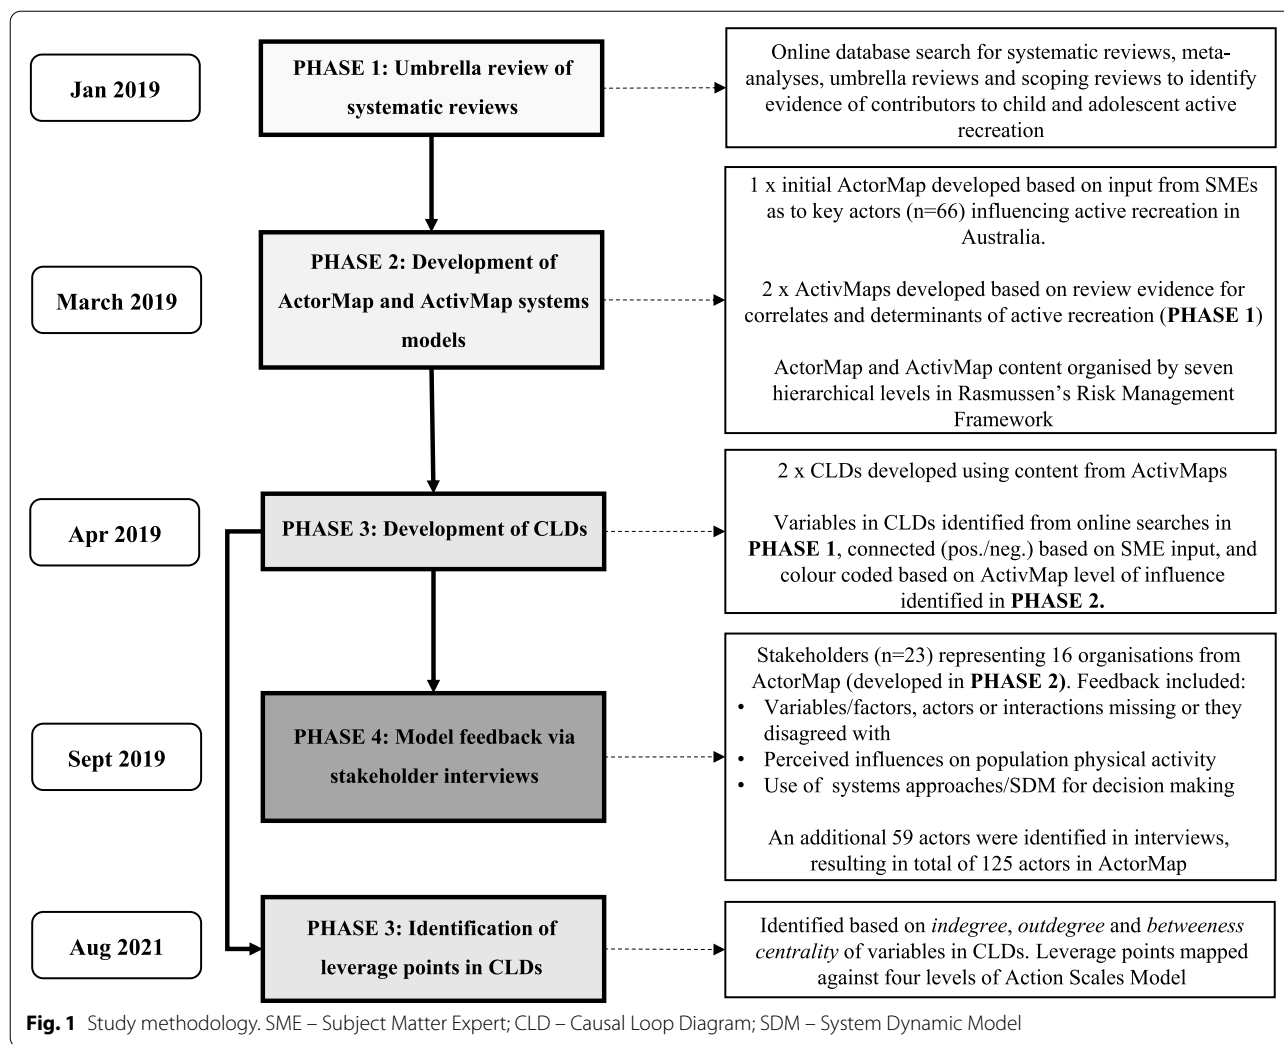 Jan 2019
PHASE 1: Umbrella review of
systematic reviews
Online database search for systematic reviews, meta-
analyses, umbrella reviews and scoping reviews to identify
evidence of contributors to child and adolescent active
recreation
March 2019
PHASE 2: Development of
ActorMap and ActivMap systems
models
1 x initial ActorMap developed based on input from SMEs
as to key actors (n=66) influencing active recreation in
Australia.
2 x ActivMaps developed based on review evidence for
correlates and determinants of active recreation (PHASE 1)
ActorMap and ActivMap content organised by seven
hierarchical levels in Rasmussen's Risk Management
Framework
Apr 2019
PHASE 3: Development of CLDs
2 x CLDs developed using content from ActivMaps
Variables in CLDs identified from online searches in
PHASE 1, connected (pos./neg.) based on SME input, and
colour coded based on ActivMap level of influence
identified in PHASE 2.
Sept 2019
PHASE 4: Model feedback via
stakeholder interviews
Stakeholders (n=23) representing 16 organisations from
ActorMap (developed in PHASE 2). Feedback included:
• Variables/factors, actors or interactions missing or they
disagreed with
• Perceived influences on population physical activity
• Use of systems approaches/SDM for decision making
An additional 59 actors were identified in interviews,
resulting in total of 125 actors in ActorMap
Aug 2021
PHASE 3: Identification of
leverage points in CLDs
Identified based on indegree, outdegree and betweeness
centrality of variables in CLDs. Leverage points mapped
against four levels of Action Scales Model
Fig. 1 Study methodology. SME – Subject Matter Expert; CLD – Causal Loop Diagram; SDM – System Dynamic Model